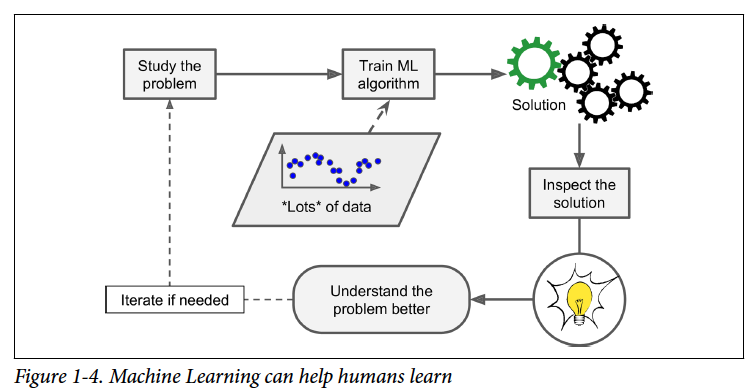 Study the
problem
Train ML
algorithm
Solution
*Lots* of data
Inspect the
solution
Understand the
problem better
Iterate if needed
Figure 1-4. Machine Learning can help humans learn